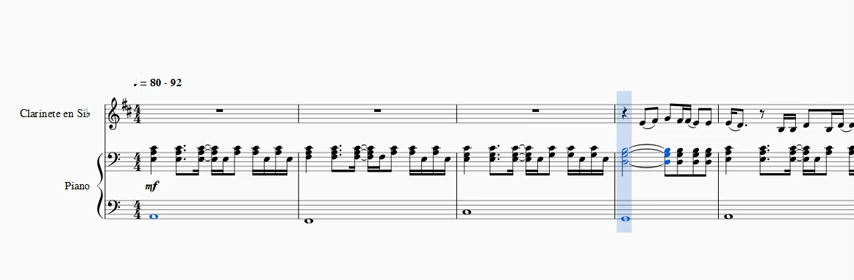 ♩. = 80 - 92
Clarinete en Si♭
Piano
mf